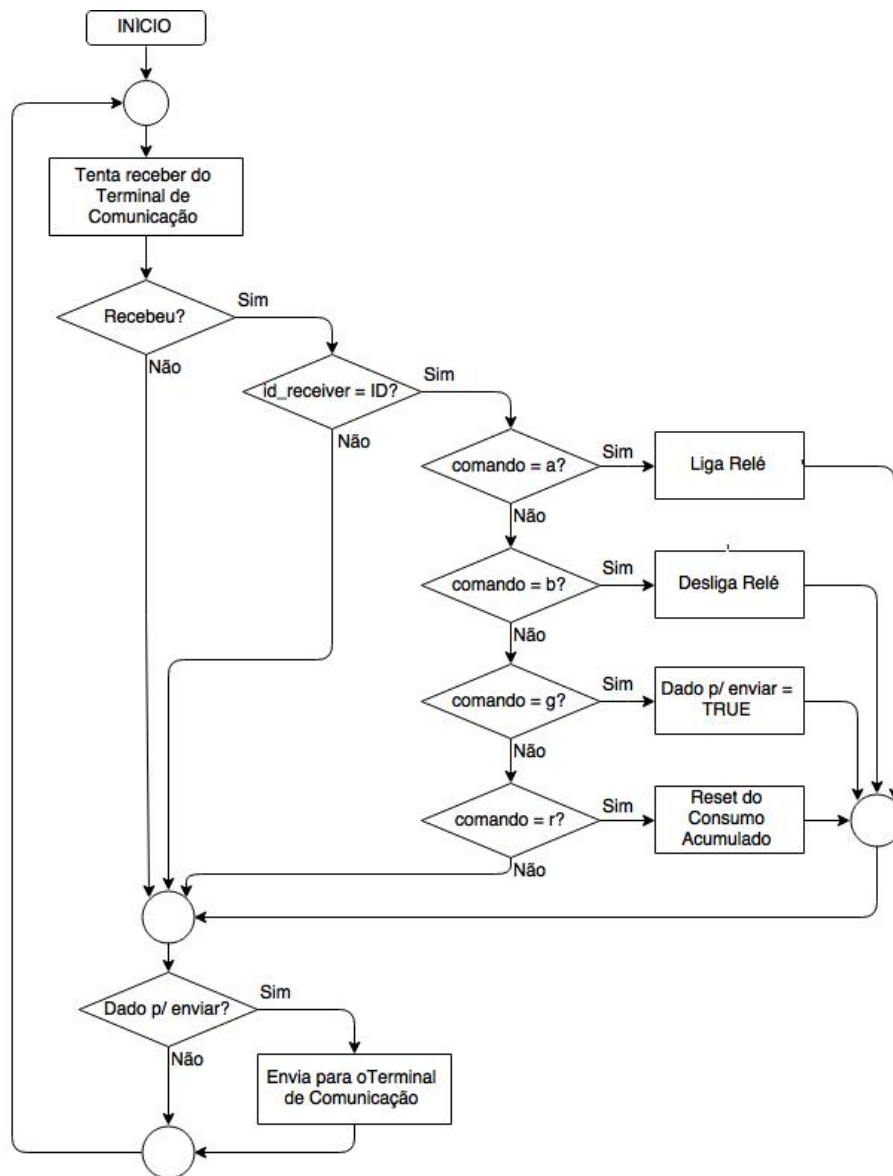 INÍCIO
Tenta receber do
Terminal de
Comunicação
Recebeu?
Sim
Não
id_receiver = ID?
Sim
Não
comando = a?
Sim
Liga Relé
Não
comando = b?
Sim
Desliga Relé
Não
comando = g?
Sim
Dado p/ enviar =
TRUE
Não
comando = r?
Sim
Reset do
Consumo
Acumulado
Não
Dado p/ enviar?
Sim
Não
Envia para oTerminal
de Comunicação